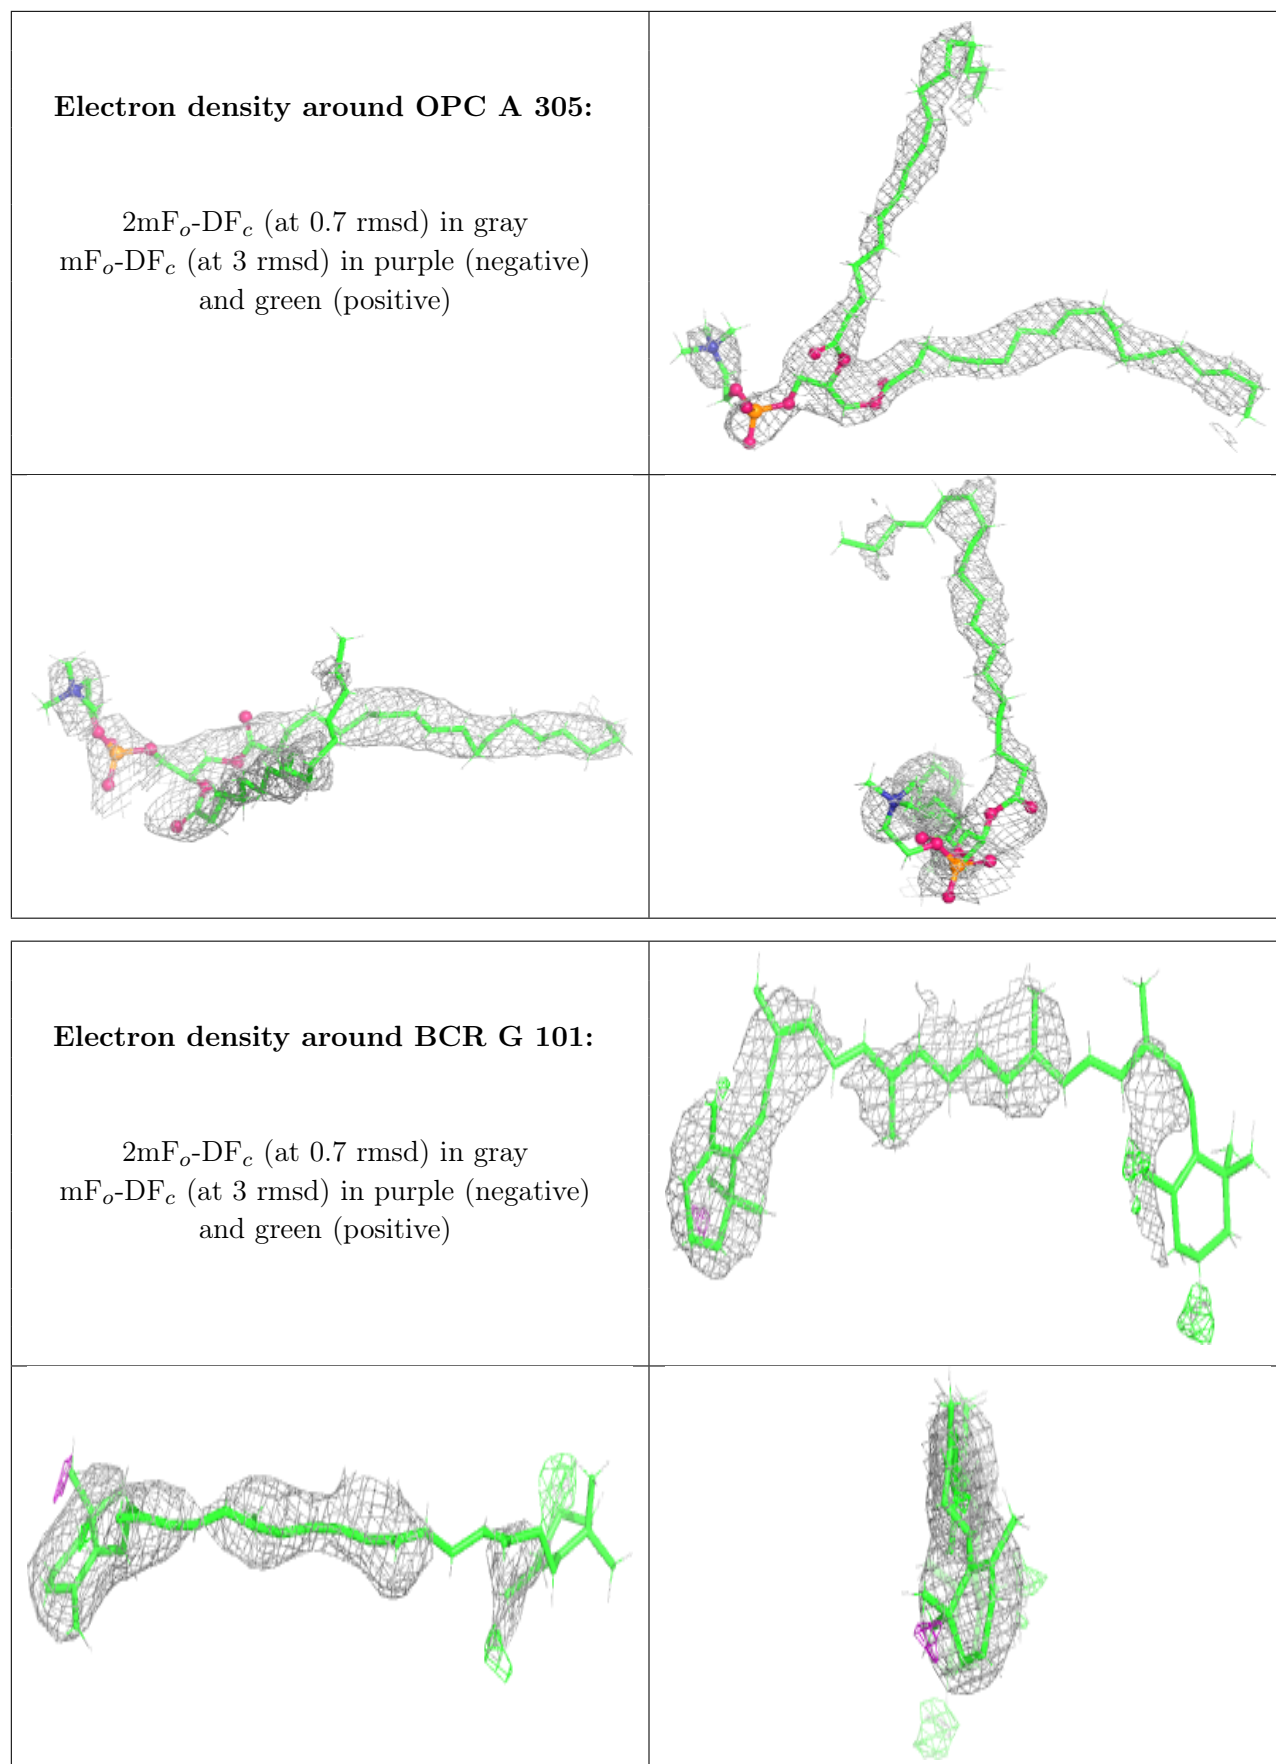 Electron density around OPC A 305:
2mFo-DFc (at 0.7 rmsd) in gray
mFo-DFc (at 3 rmsd) in purple (negative)
and green (positive)
Electron density around BCR G 101:
2mFo-DFc (at 0.7 rmsd) in gray
mFo-DFc (at 3 rmsd) in purple (negative)
and green (positive)